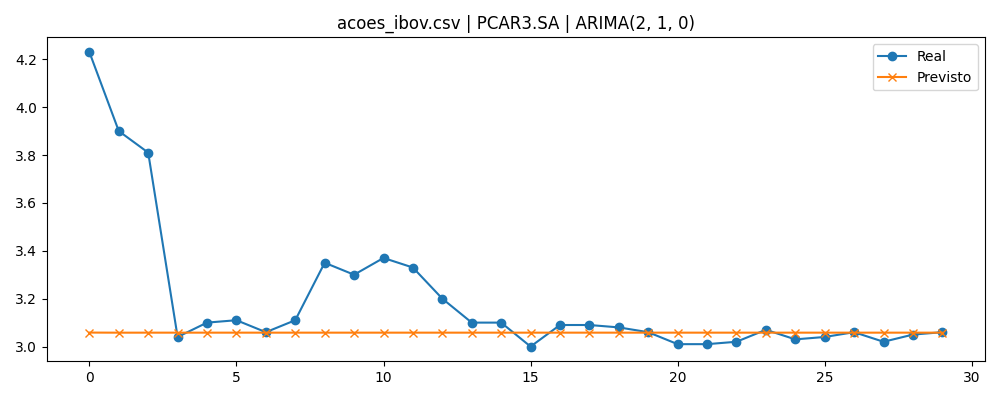 acoes_ibov.csv | PCAR3.SA | ARIMA(2, 1, 0)
Real
Previsto
4.2
4.0
3.8
3.6
3.4
3.2
3.0
0 5 10 15 20 25 30